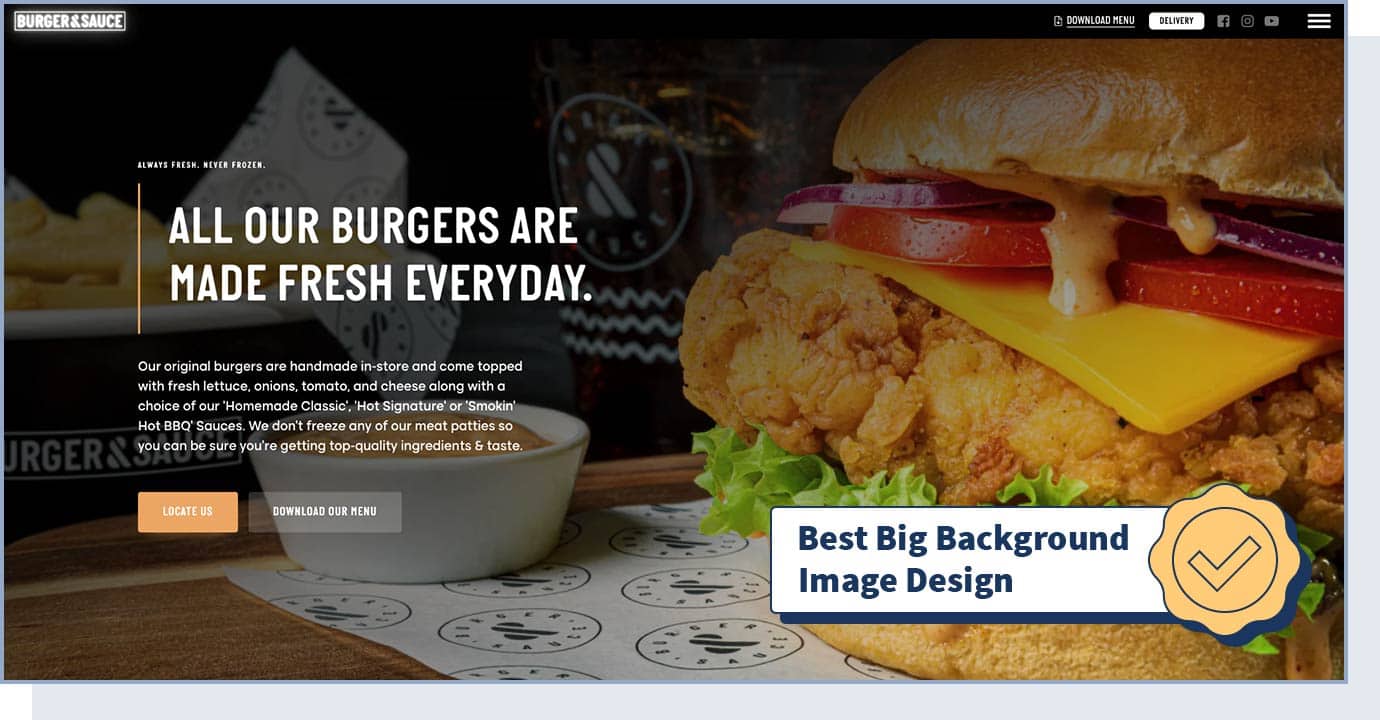 BURGER&SAUCE
DOWNLOAD MENU
DELIVERY
ALWAYS FRESH. NEVER FROZEN.
ALL OUR BURGERS ARE
MADE FRESH EVERYDAY.
Our original burgers are handmade in-store and come topped
with fresh lettuce, onions, tomato, and cheese along with a
choice of our 'Homemade Classic', 'Hot Signature' or 'Smokin'
Hot BBQ' Sauces. We don't freeze any of our meat patties so
you can be sure you're getting top-quality ingredients & taste.
URGER&SAUCE
LOCATE US
DOWNLOAD OUR MENU
Best Big Background
Image Design
BURGER
SAUCE
BURGER
SAUCE